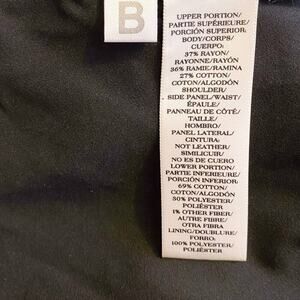 B
UPPER PORTION/
PARTIE SUPÉRIEURE/
PORCIÓN SUPERIOR:
BODY/CORPS/
CUERPO:
37% RAYON/
RAYONNE/RAYÓN
36% RAMIE/RAMINA
27% COTTON/
COTON/ALGODÓN
SHOULDER/
SIDE PANEL/WAIST/
ÉPAULE/
PANNEAU DE CÔTÉ/
TAILLE/
HOMBRO/
PANEL LATERAL/
CINTURA:
NOT LEATHER/
SIMILICUIR/
NO ES DE CUERO
LOWER PORTION/
PARTIE INFERIEURE/
PORCIÓN INFERIOR:
69% COTTON/
COTON/ALGODÓN
30% POLYESTER/
POLIÉSTER
1% OTHER FIBER/
AUTRE FIBRE/
OTRA FIBRA
LINING/DOUBLURE/
FORRO:
100% POLYESTER/
POLIÉSTER